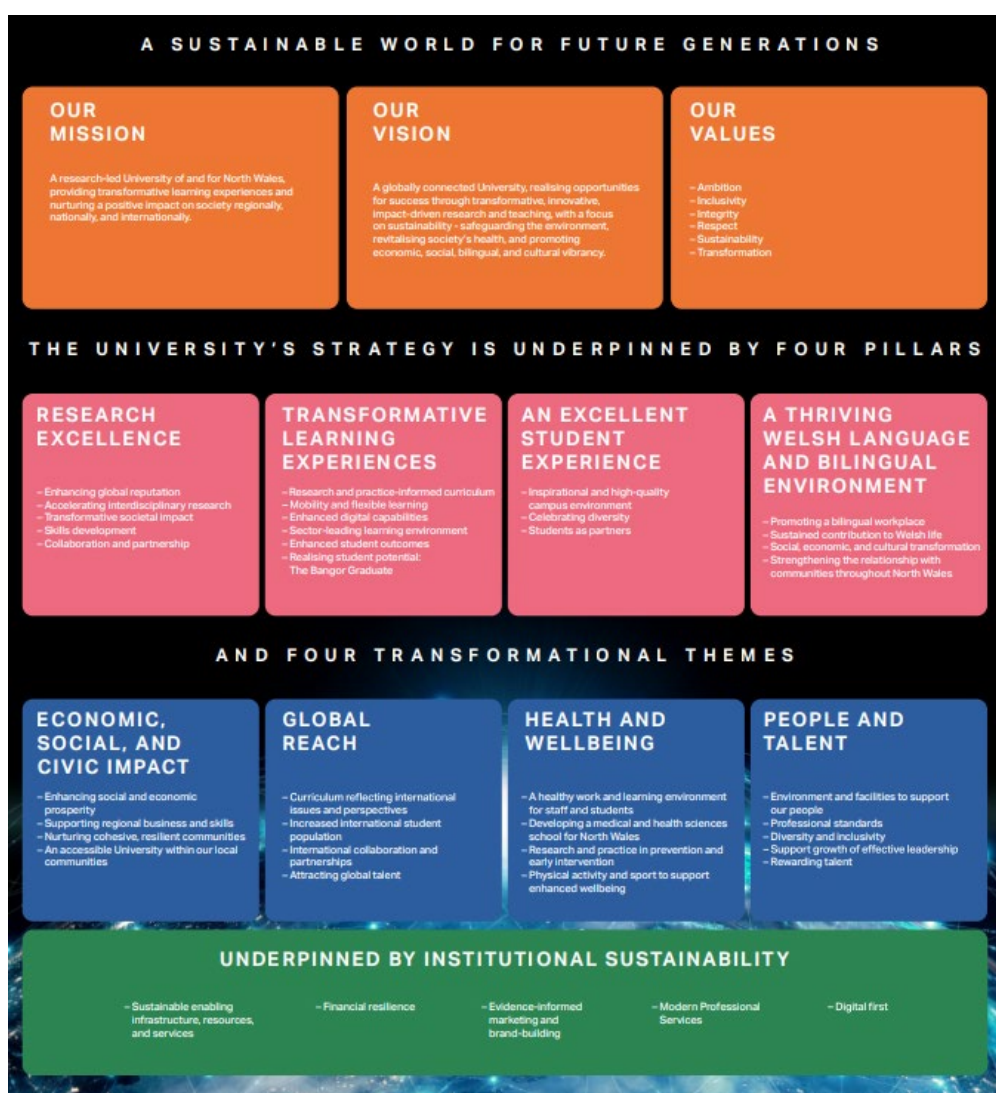 A SUSTAINABLE WORLD FOR FUTURE GENERATIONS
OUR
MISSION
A research-led University of and for North Wales,
providing transformative learning experiences and
nurturing a positive impact on society regionally,
nationally, and internationally.
OUR
VISION
A globally connected University, realising opportunities
for success through transformative, innovative,
impact-driven research and teaching, with a focus
on sustainability - safeguarding the environment,
revitalising society's health, and promoting
economic, social, bilingual, and cultural vibrancy.
OUR
VALUES
– Ambition
– Inclusivity
– Integrity
– Respect
– Sustainability
– Transformation
THE UNIVERSITY'S STRATEGY IS UNDERPINNED BY FOUR PILLARS
RESEARCH
EXCELLENCE
– Enhancing global reputation
– Accelerating interdisciplinary research
– Transformative societal impact
– Skills development
– Collaboration and partnership
TRANSFORMATIVE
LEARNING
EXPERIENCES
– Research and practice-informed curriculum
– Mobility and flexible learning
– Enhanced digital capabilities
– Sector-leading learning environment
– Enhanced student outcomes
– Realising student potential:
The Bangor Graduate
AN EXCELLENT
STUDENT
EXPERIENCE
– Inspirational and high-quality
campus environment
– Celebrating diversity
– Students as partners
A THRIVING
WELSH LANGUAGE
AND BILINGUAL
ENVIRONMENT
– Promoting a bilingual workplace
– Sustained contribution to Welsh life
– Social, economic, and cultural transformation
– Strengthening the relationship with
communities throughout North Wales
AND FOUR TRANSFORMATIONAL THEMES
ECONOMIC,
SOCIAL, AND
CIVIC IMPACT
– Enhancing social and economic
prosperity
– Supporting regional business and skills
– Nurturing cohesive, resilient communities
– An accessible University within our local
communities
GLOBAL
REACH
– Curriculum reflecting international
issues and perspectives
– Increased international student
population
– International collaboration and
partnerships
– Attracting global talent
HEALTH AND
WELLBEING
– A healthy work and learning environment
for staff and students
– Developing a medical and health sciences
school for North Wales
– Research and practice in prevention and
early intervention
– Physical activity and sport to support
enhanced wellbeing
PEOPLE AND
TALENT
– Environment and facilities to support
our people
– Professional standards
– Diversity and inclusivity
– Support growth of effective leadership
– Rewarding talent
UNDERPINNED BY INSTITUTIONAL SUSTAINABILITY
– Sustainable enabling
infrastructure, resources,
and services
– Financial resilience
– Evidence-informed
marketing and
brand-building
– Modern Professional
Services
– Digital first